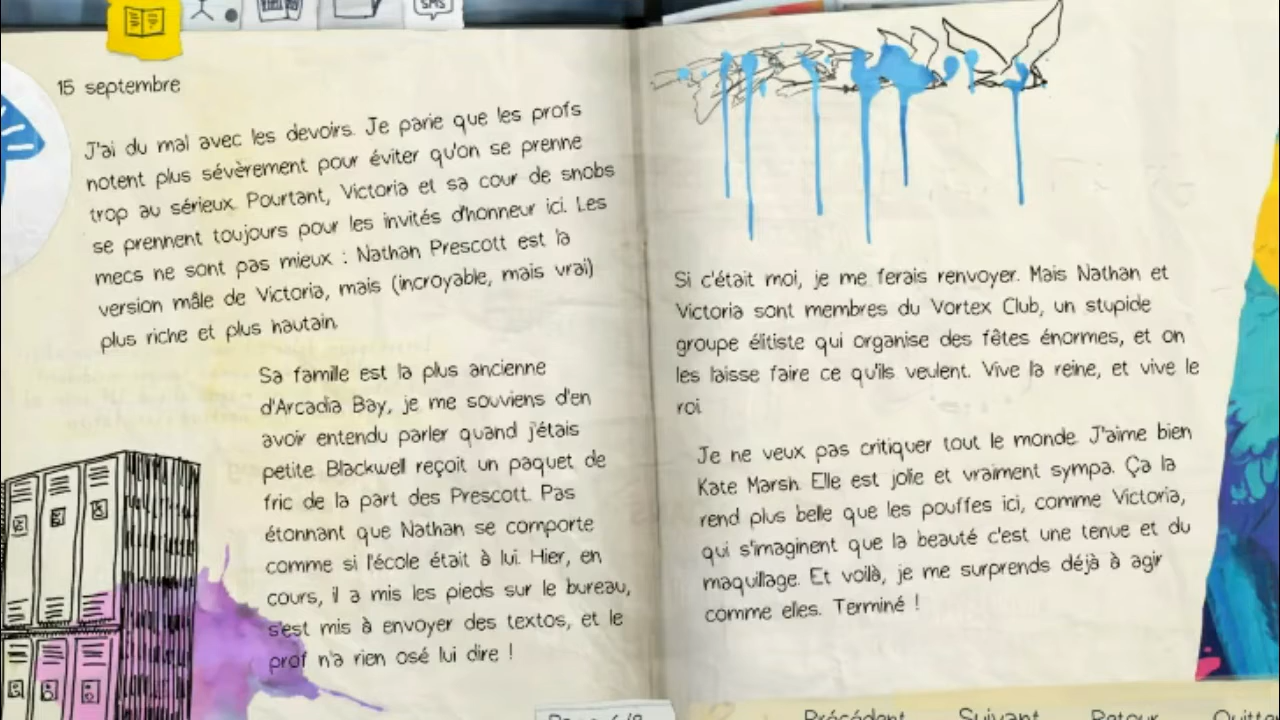 SMS
15 septembre
J'ai du mal avec les devoirs. Je parie que les profs
notent plus sévèrement pour éviter qu'on se prenne
trop au sérieux. Pourtant, Victoria et sa cour de snobs
se prennent toujours pour les invités d'honneur ici. Les
mecs ne sont pas mieux : Nathan Prescott est la
version mâle de Victoria, mais (incroyable, mais vrai)
plus riche et plus hautain.
Sa famille est la plus ancienne
d'Arcadia Bay, je me souviens d'en
avoir entendu parler quand j'étais
petite. Blackwell reçoit un paquet de
fric de la part des Prescott. Pas
étonnant que Nathan se comporte
comme si l'école était à lui. Hier, en
cours, il a mis les pieds sur le bureau,
s'est mis à envoyer des textos, et le
prof n'a rien osé lui dire !
Si c'était moi, je me ferais renvoyer. Mais Nathan et
Victoria sont membres du Vortex Club, un stupide
groupe élitiste qui organise des fêtes énormes, et on
les laisse faire ce qu'ils veulent. Vive la reine, et vive le
roi.
Je ne veux pas critiquer tout le monde. J'aime bien
Kate Marsh. Elle est jolie et vraiment sympa. Ça la
rend plus belle que les pouffes ici, comme Victoria,
qui s'imaginent que la beauté c'est une tenue et du
maquillage. Et voilà, je me surprends déjà à agir
comme elles. Terminé !
Précédent Suivant Retour Quitter